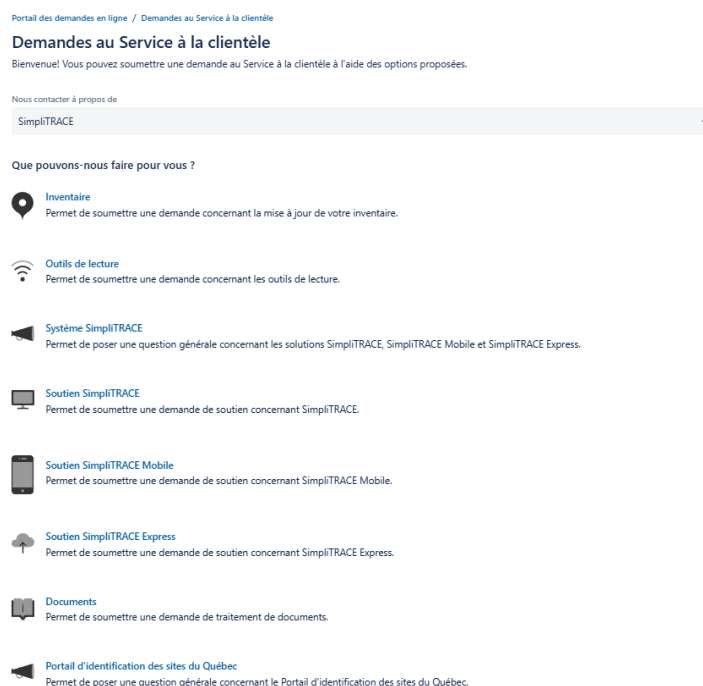 Portail des demandes en ligne / Demandes au Service à la clientèle
Demandes au Service à la clientèle
Bienvenue! Vous pouvez soumettre une demande au Service à la clientèle à l'aide des options proposées.
Nous contacter à propos de
SimpliTRACE
Que pouvons-nous faire pour vous ?
Inventaire
Permet de soumettre une demande concernant la mise à jour de votre inventaire.
Outils de lecture
Permet de soumettre une demande concernant les outils de lecture.
Système SimpliTRACE
Permet de poser une question générale concernant les solutions SimpliTRACE, SimpliTRACE Mobile et SimpliTRACE Express.
Soutien SimpliTRACE
Permet de soumettre une demande de soutien concernant SimpliTRACE.
Soutien SimpliTRACE Mobile
Permet de soumettre une demande de soutien concernant SimpliTRACE Mobile.
Soutien SimpliTRACE Express
Permet de soumettre une demande de soutien concernant SimpliTRACE Express.
Documents
Permet de soumettre une demande de traitement de documents.
Portail d'identification des sites du Québec
Permet de poser une question générale concernant le Portail d'identification des sites du Québec.